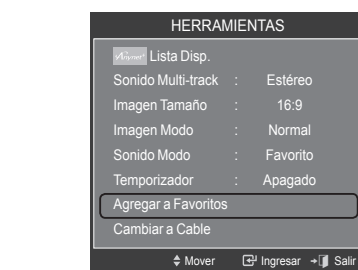 HERRAMIENTAS
Anynet+ Lista Disp.
Sonido Multi-track : Estéreo
Imagen Tamaño : 16:9
Imagen Modo : Normal
Sonido Modo : Favorito
Temporizador : Apagado
Agregar a Favoritos
Cambiar a Cable
Mover Ingresar Salir